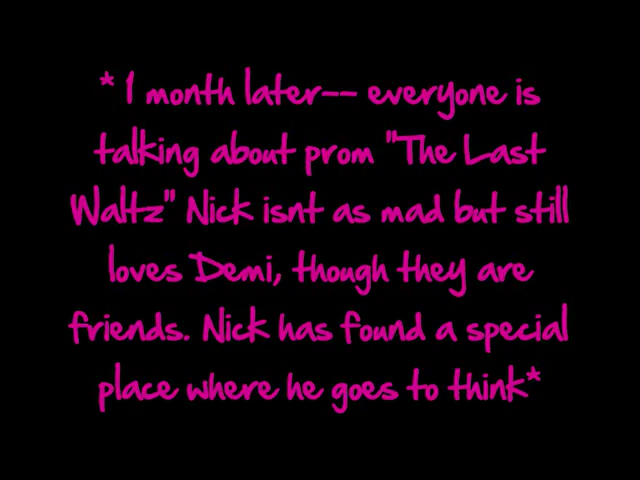 * 1 month later-- everyone is
talking about prom "The Last
Waltz" Nick isnt as mad but still
loves Demi, though they are
friends. Nick has found a special
place where he goes to think*